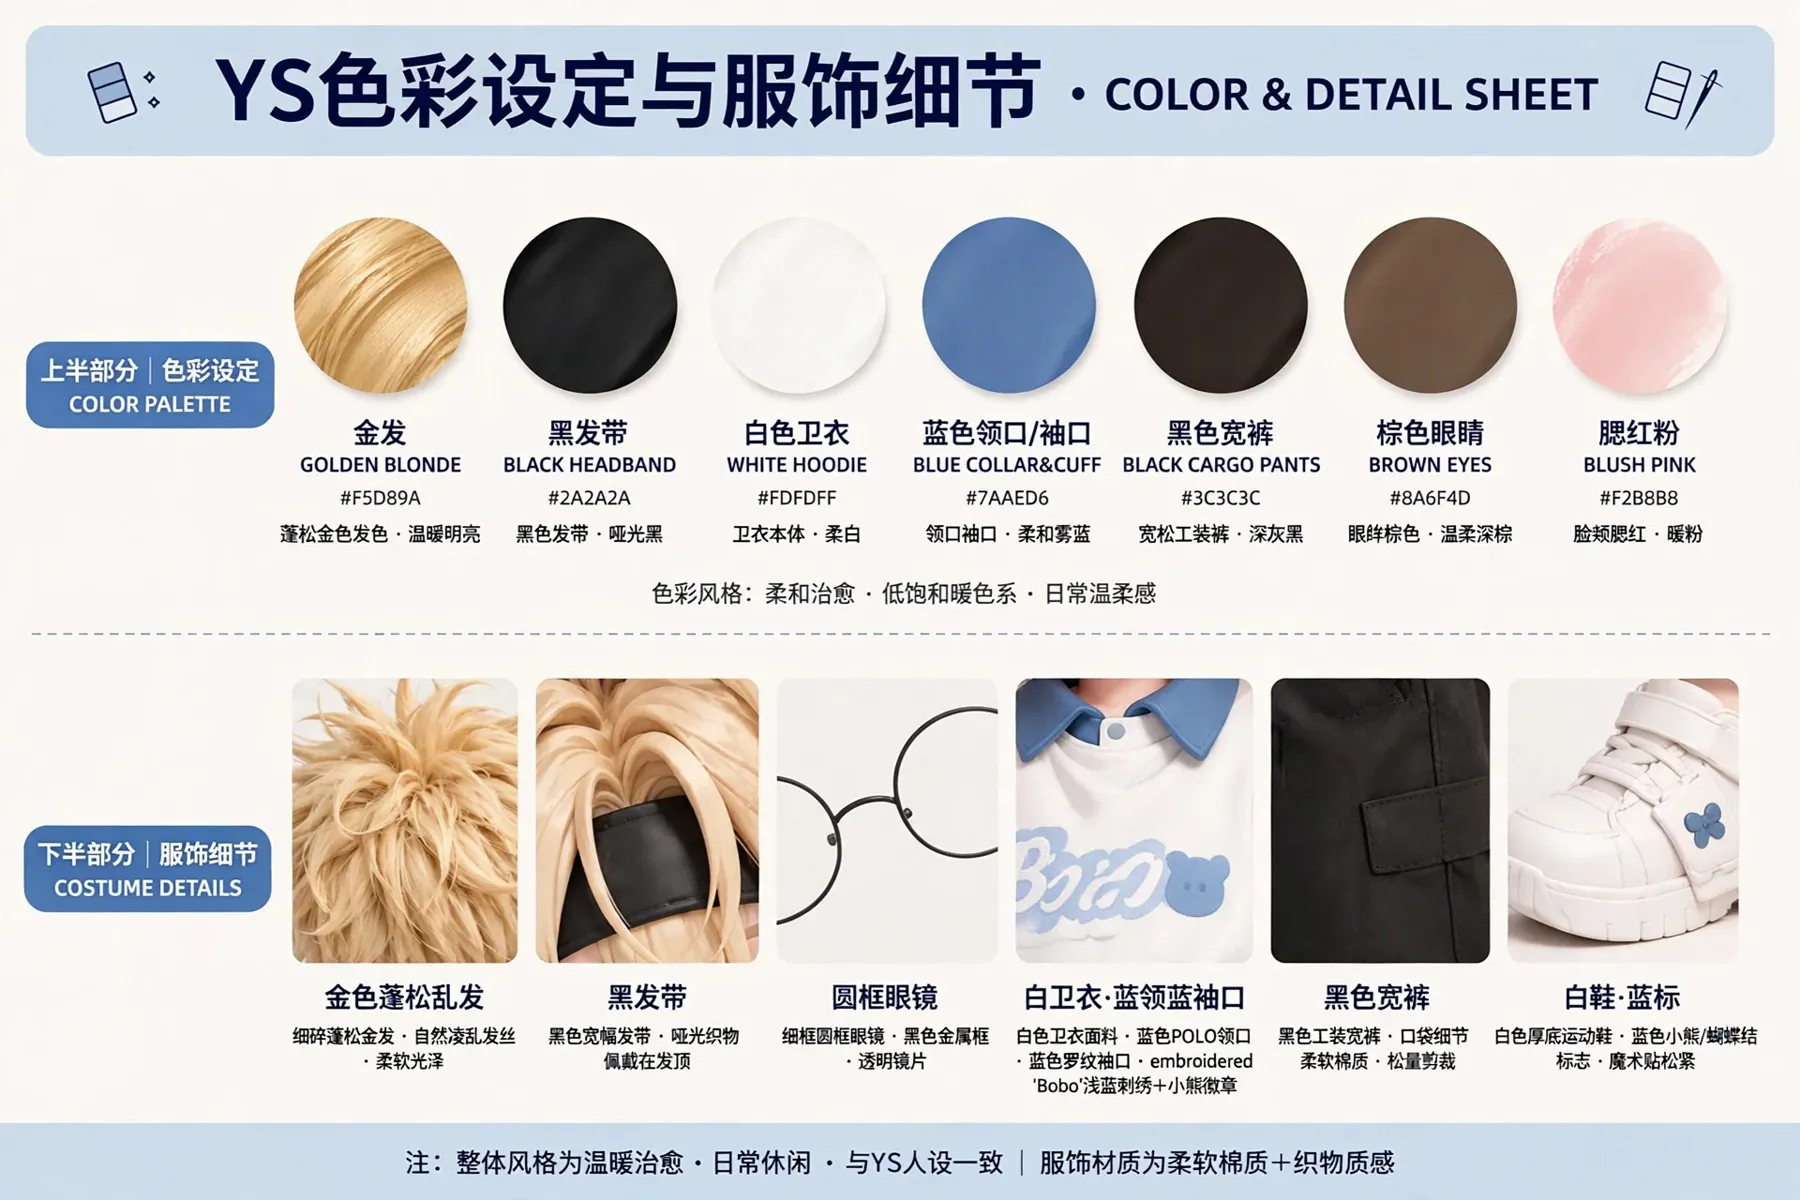 YS色彩设定与服饰细节 · COLOR & DETAIL SHEET
上半部分｜色彩设定
COLOR PALETTE
金发
GOLDEN BLONDE
#F5D89A
蓬松金色发色 · 温暖明亮
黑发带
BLACK HEADBAND
#2A2A2A
黑色发带 · 哑光黑
白色卫衣
WHITE HOODIE
#FDFDFF
卫衣本体 · 柔白
蓝色领口/袖口
BLUE COLLAR&CUFF
#7AAED6
领口袖口 · 柔和雾蓝
黑色宽裤
BLACK CARGO PANTS
#3C3C3C
宽松工装裤 · 深灰黑
棕色眼睛
BROWN EYES
#8A6F4D
眼眸棕色 · 温柔深棕
腮红粉
BLUSH PINK
#F2B8B8
脸颊腮红 · 暖粉
色彩风格：柔和治愈 · 低饱和暖色系 · 日常温柔感
下半部分｜服饰细节
COSTUME DETAILS
金色蓬松乱发
细碎蓬松金发 · 自然凌乱发丝
· 柔软光泽
黑发带
黑色宽幅发带 · 哑光织物
佩戴在发顶
圆框眼镜
细框圆框眼镜 · 黑色金属框
· 透明镜片
白卫衣·蓝领蓝袖口
白色卫衣面料 · 蓝色POLO领口
· 蓝色罗纹袖口 · embroidered
'Bobo'浅蓝刺绣＋小熊徽章
黑色宽裤
黑色工装宽裤 · 口袋细节
柔软棉质 · 松量剪裁
白鞋·蓝标
白色厚底运动鞋 · 蓝色小熊/蝴蝶结
标志 · 魔术贴松紧
注：整体风格为温暖治愈 · 日常休闲 · 与YS人设一致 ｜ 服饰材质为柔软棉质＋织物质感